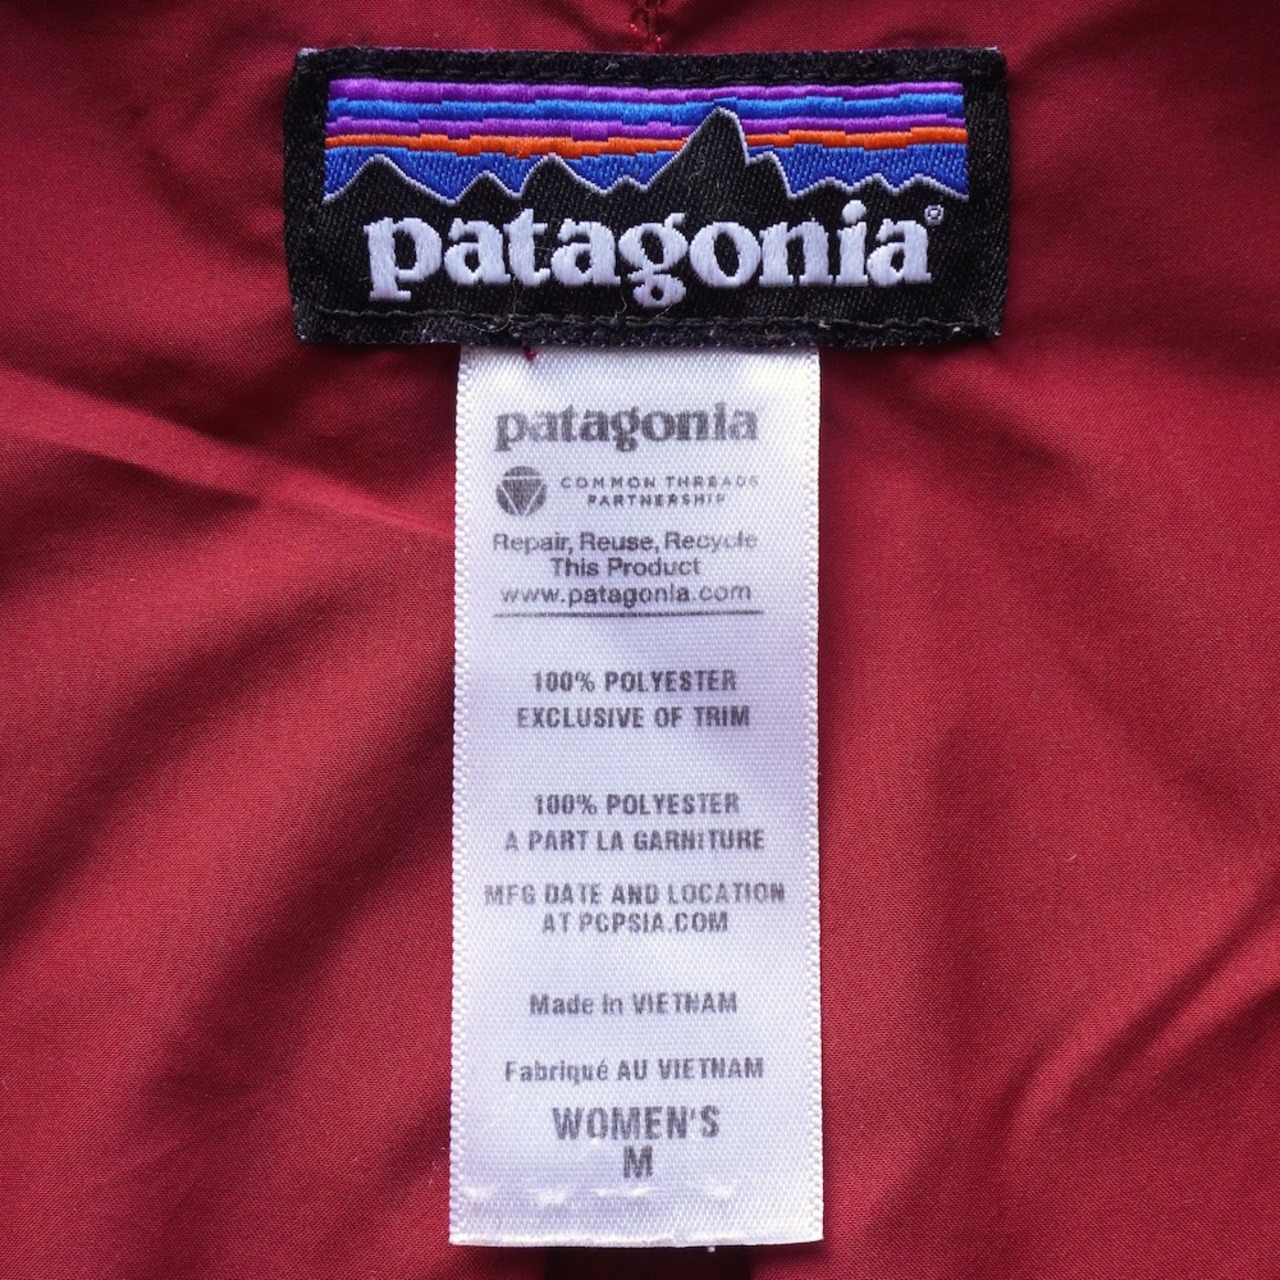 patagonia®
patagonia
COMMON THREADS
PARTNERSHIP
Repair, Reuse, Recycle
This Product
www.patagonia.com
100% POLYESTER
EXCLUSIVE OF TRIM
100% POLYESTER
A PART LA GARNITURE
MFG DATE AND LOCATION
AT PCPSIA.COM
Made in VIETNAM
Fabriqué AU VIETNAM
WOMEN'S
M